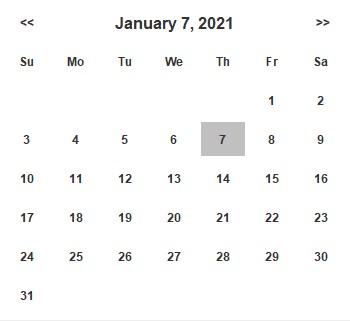 << January 7, 2021 >>
Su Mo Tu We Th Fr Sa
1 2
3 4 5 6 7 8 9
10 11 12 13 14 15 16
17 18 19 20 21 22 23
24 25 26 27 28 29 30
31